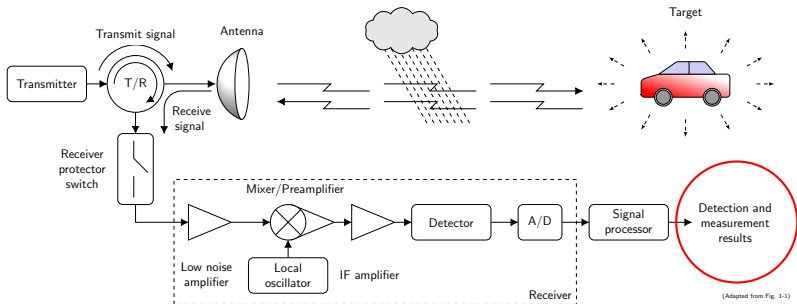 Transmit signal
Antenna
Target
Transmitter
T/R
Receive
signal
Receiver
protector
switch
Mixer/Preamplifier
Detector
A/D
Signal
processor
Detection and
measurement
results
Low noise
amplifier
Local
oscillator
IF amplifier
Receiver
(Adapted from Fig. 1-1)